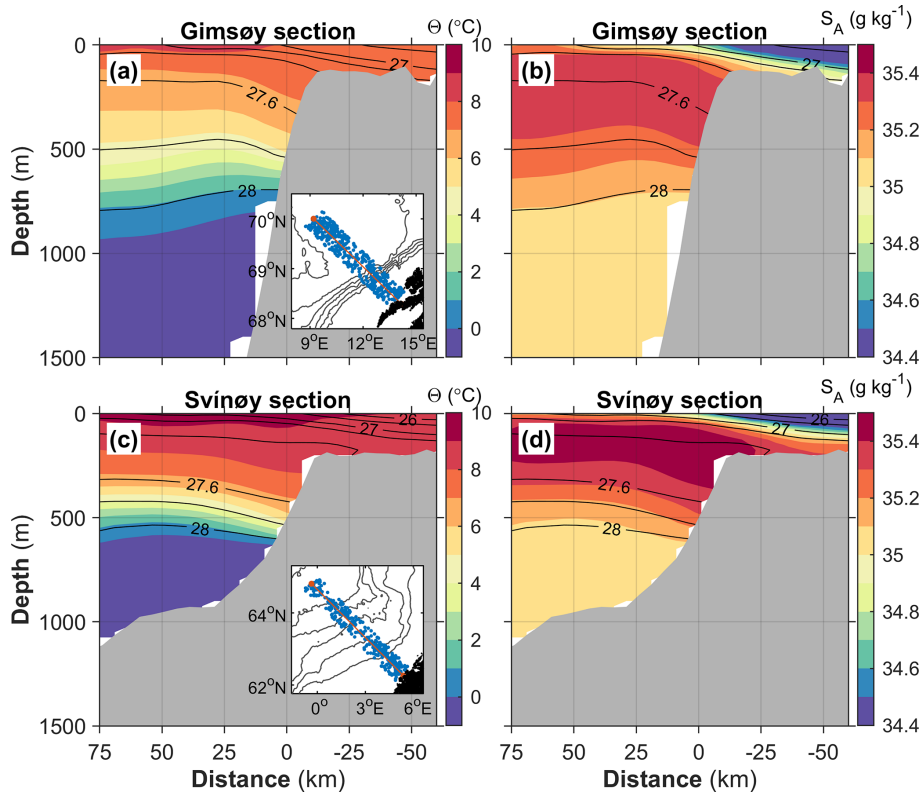 Gimsøy section
Θ (°C)
Gimsøy section
S_A (g kg⁻¹)
(a)
27
27.6
28
(b)
27
27.6
28
0
500
1000
1500
Depth (m)
10
8
6
4
2
0
35.4
35.2
35
34.8
34.6
34.4
70°N
69°N
68°N
9°E
12°E
15°E
Svínøy section
Θ (°C)
Svínøy section
S_A (g kg⁻¹)
(c)
26
27
27.6
28
(d)
26
27
27.6
28
0
500
1000
1500
Depth (m)
10
8
6
4
2
0
35.4
35.2
35
34.8
34.6
34.4
64°N
62°N
0°
3°E
6°E
75
50
25
0
-25
-50
Distance (km)
75
50
25
0
-25
-50
Distance (km)